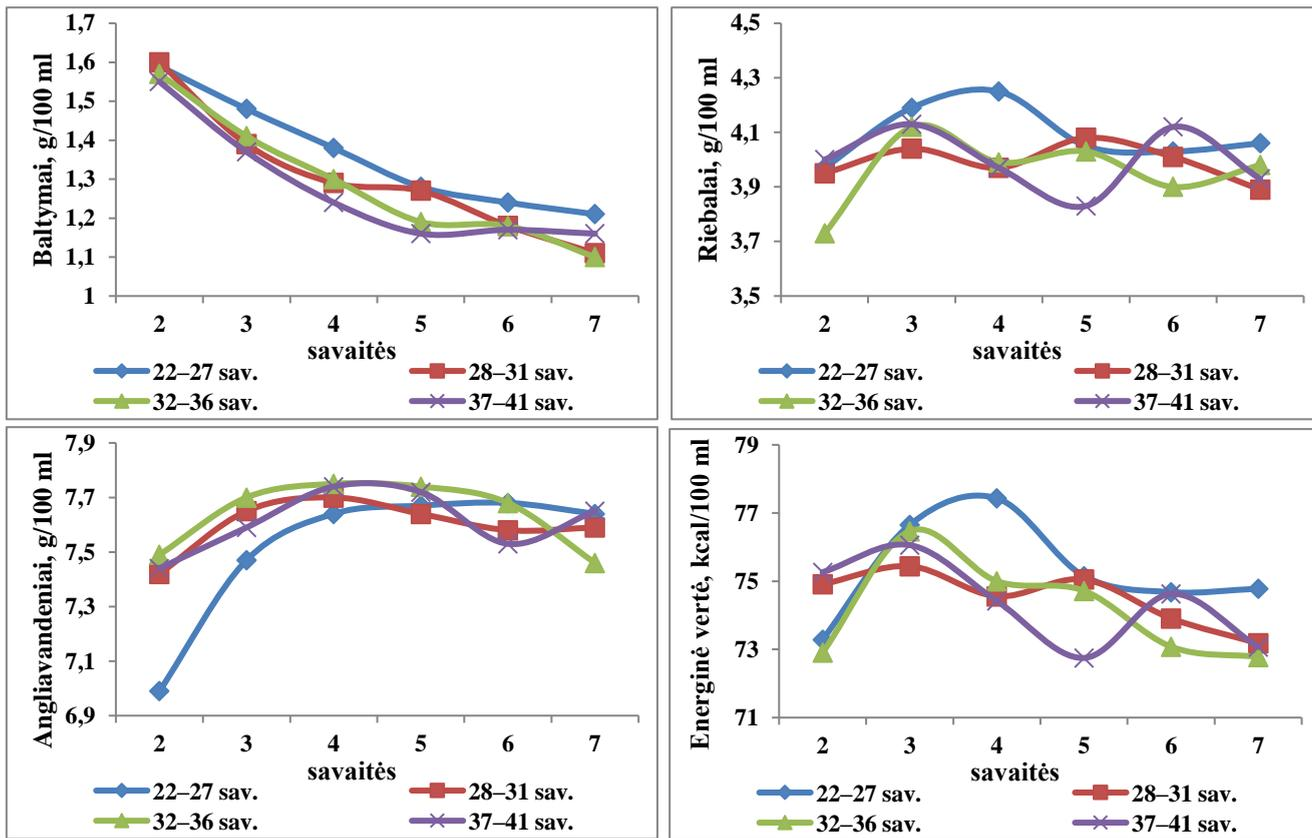 Baltymai, g/100 ml
1,7
1,6
1,5
1,4
1,3
1,2
1,1
1
2 3 4 5 6 7
savaitės
22–27 sav. 28–31 sav.
32–36 sav. 37–41 sav.
Riebalai, g/100 ml
4,5
4,3
4,1
3,9
3,7
3,5
2 3 4 5 6 7
savaitės
22–27 sav. 28–31 sav.
32–36 sav. 37–41 sav.
Angliavandeniai, g/100 ml
7,9
7,7
7,5
7,3
7,1
6,9
2 3 4 5 6 7
savaitės
22–27 sav. 28–31 sav.
32–36 sav. 37–41 sav.
Energinė vertė, kcal/100 ml
79
77
75
73
71
2 3 4 5 6 7
savaitės
22–27 sav. 28–31 sav.
32–36 sav. 37–41 sav.